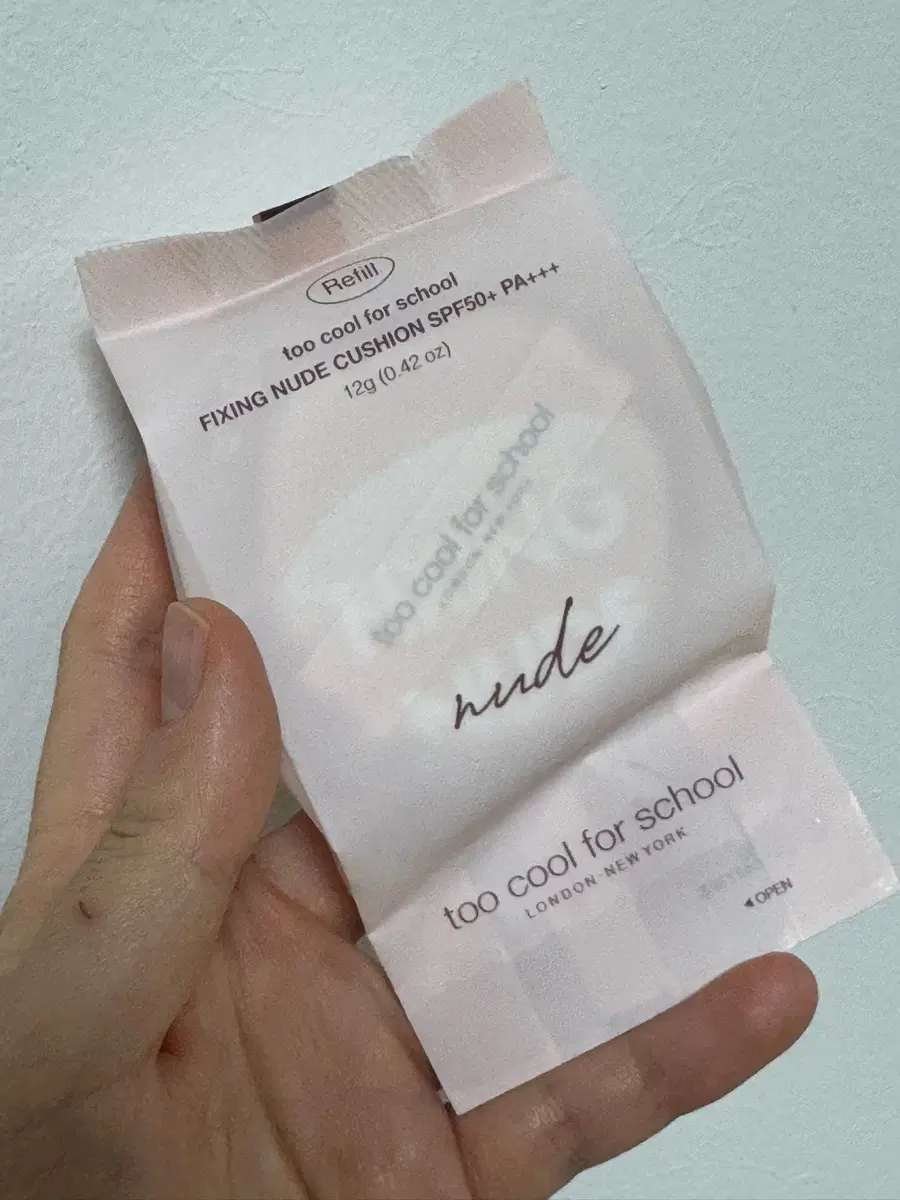 Refill
too cool for school
FIXING NUDE CUSHION SPF50+ PA+++
12g (0.42 oz)
too cool for school
nude
too cool for school
LONDON NEW YORK
◀ OPEN